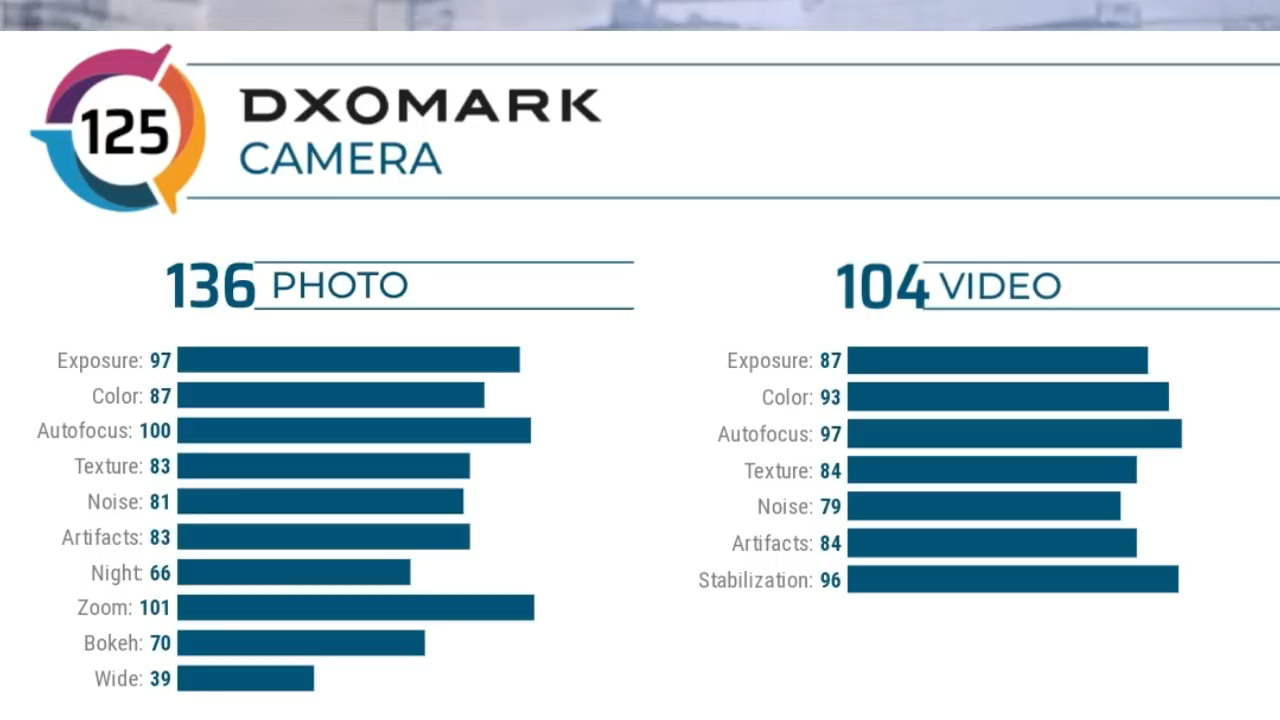 125
DXOMARK
CAMERA
136 PHOTO
Exposure: 97
Color: 87
Autofocus: 100
Texture: 83
Noise: 81
Artifacts: 83
Night: 66
Zoom: 101
Bokeh: 70
Wide: 39
104 VIDEO
Exposure: 87
Color: 93
Autofocus: 97
Texture: 84
Noise: 79
Artifacts: 84
Stabilization: 96